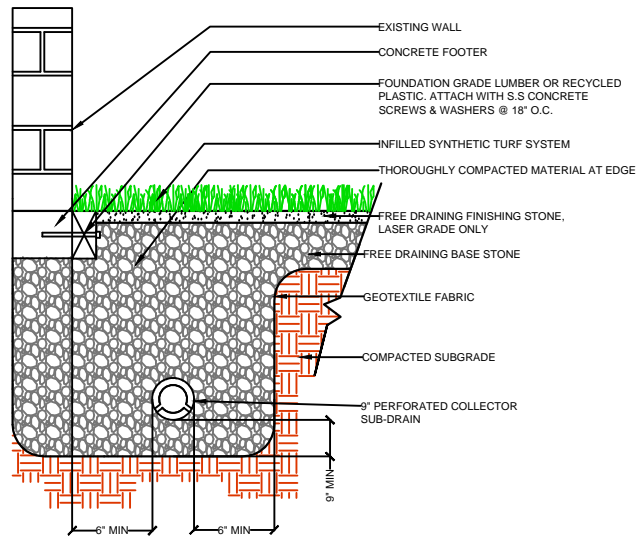 EXISTING WALL
CONCRETE FOOTER
FOUNDATION GRADE LUMBER OR RECYCLED
PLASTIC. ATTACH WITH S.S CONCRETE
SCREWS & WASHERS @ 18" O.C.
INFILLED SYNTHETIC TURF SYSTEM
THOROUGHLY COMPACTED MATERIAL AT EDGE
FREE DRAINING FINISHING STONE,
LASER GRADE ONLY
FREE DRAINING BASE STONE
GEOTEXTILE FABRIC
COMPACTED SUBGRADE
9" PERFORATED COLLECTOR
SUB-DRAIN
9" MIN
6" MIN
6" MIN